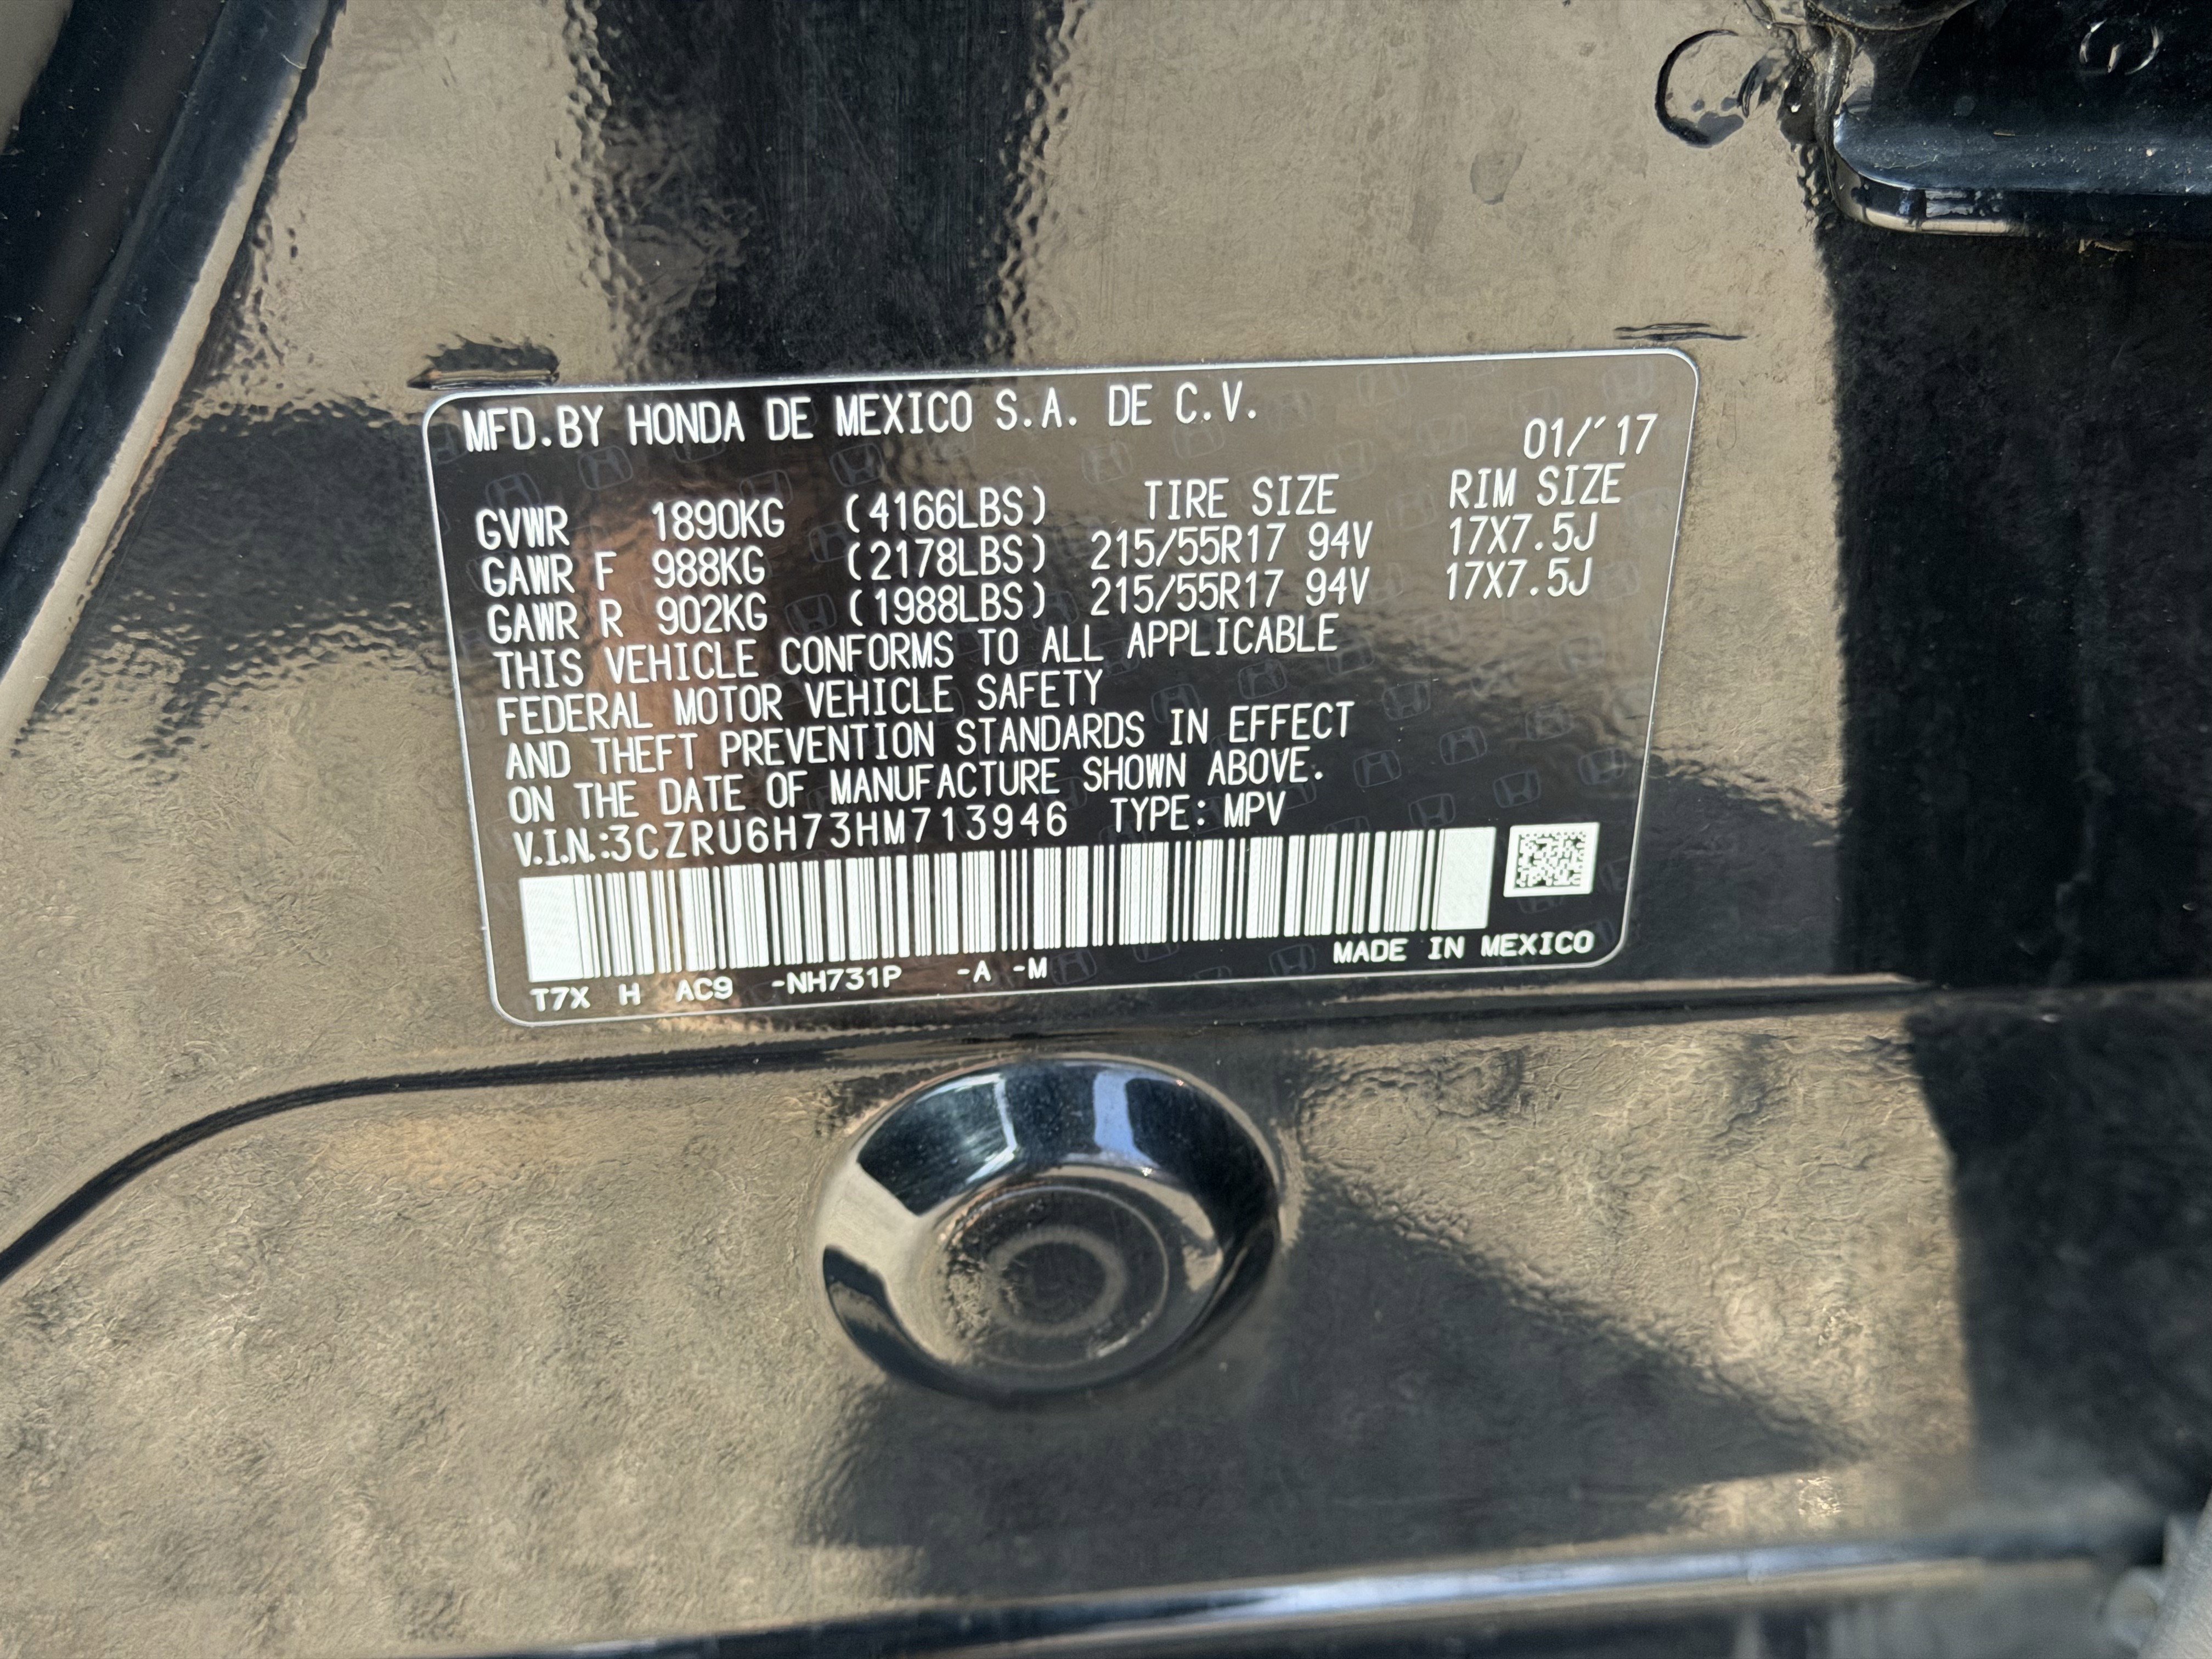 MFD.BY HONDA DE MEXICO S.A. DE C.V.
01/'17
GVWR 1890KG (4166LBS) TIRE SIZE RIM SIZE
GAWR F 988KG (2178LBS) 215/55R17 94V 17X7.5J
GAWR R 902KG (1988LBS) 215/55R17 94V 17X7.5J
THIS VEHICLE CONFORMS TO ALL APPLICABLE
FEDERAL MOTOR VEHICLE SAFETY
AND THEFT PREVENTION STANDARDS IN EFFECT
ON THE DATE OF MANUFACTURE SHOWN ABOVE.
V.I.N.:3CZRU6H73HM713946 TYPE: MPV
MADE IN MEXICO
T7X H AC9 -NH731P -A -M